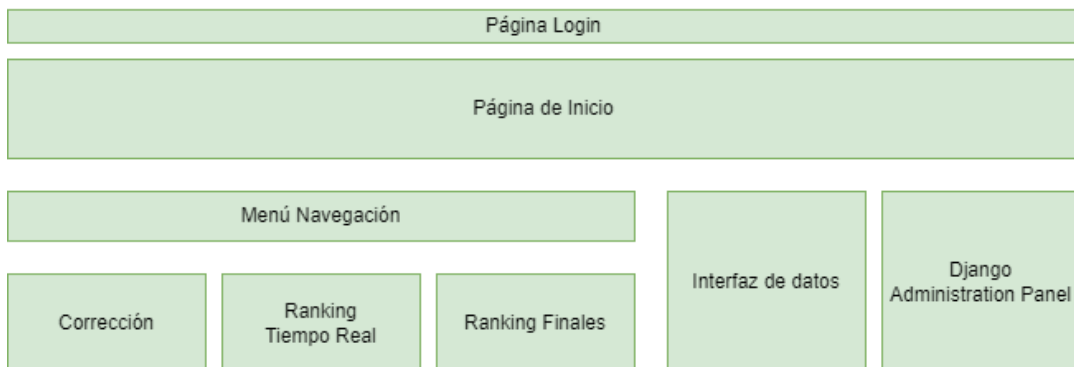 Página Login
Página de Inicio
Menú Navegación
Interfaz de datos
Django
Administration Panel
Corrección
Ranking
Tiempo Real
Ranking Finales